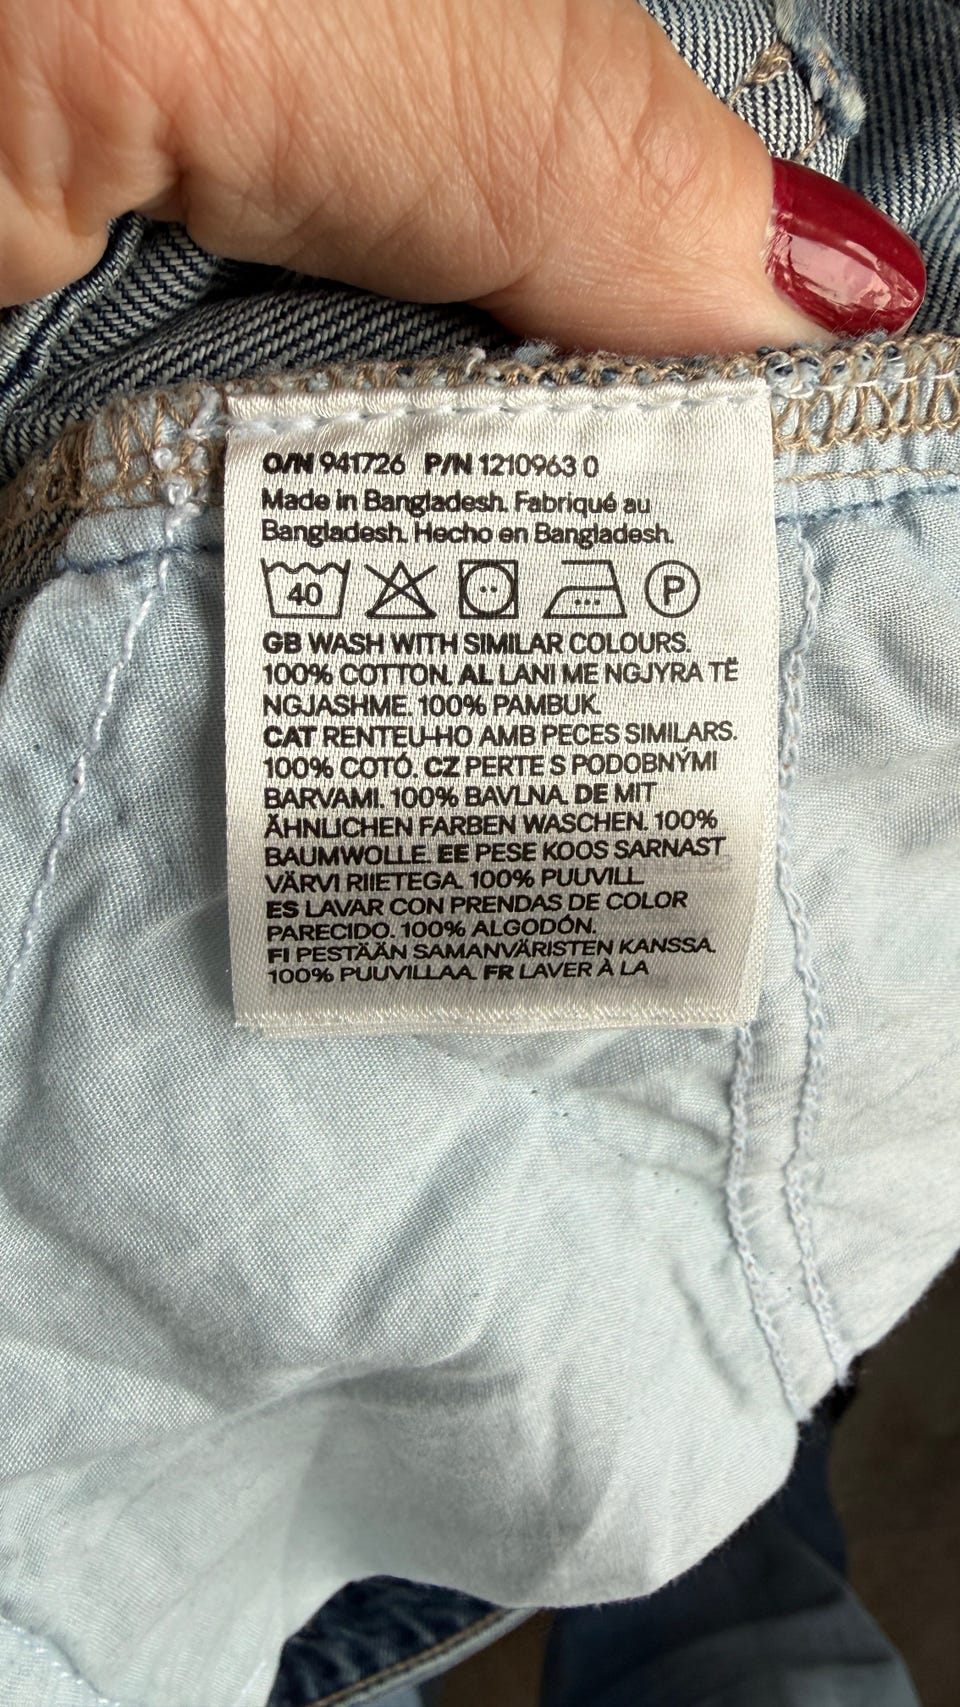 O/N 941726 P/N 1210963 0
Made in Bangladesh. Fabriqué au
Bangladesh. Hecho en Bangladesh.
40 P
GB WASH WITH SIMILAR COLOURS.
100% COTTON. AL LANI ME NGJYRA TË
NGJASHME. 100% PAMBUK.
CAT RENTEU-HO AMB PECES SIMILARS.
100% COTÓ. CZ PERTE S PODOBNÝMI
BARVAMI. 100% BAVLNA. DE MIT
ÄHNLICHEN FARBEN WASCHEN. 100%
BAUMWOLLE. EE PESE KOOS SARNAST
VÄRVI RIIETEGA. 100% PUUVILL.
ES LAVAR CON PRENDAS DE COLOR
PARECIDO. 100% ALGODÓN.
FI PESTÄÄN SAMANVÄRISTEN KANSSA.
100% PUUVILLAA. FR LAVER À LA